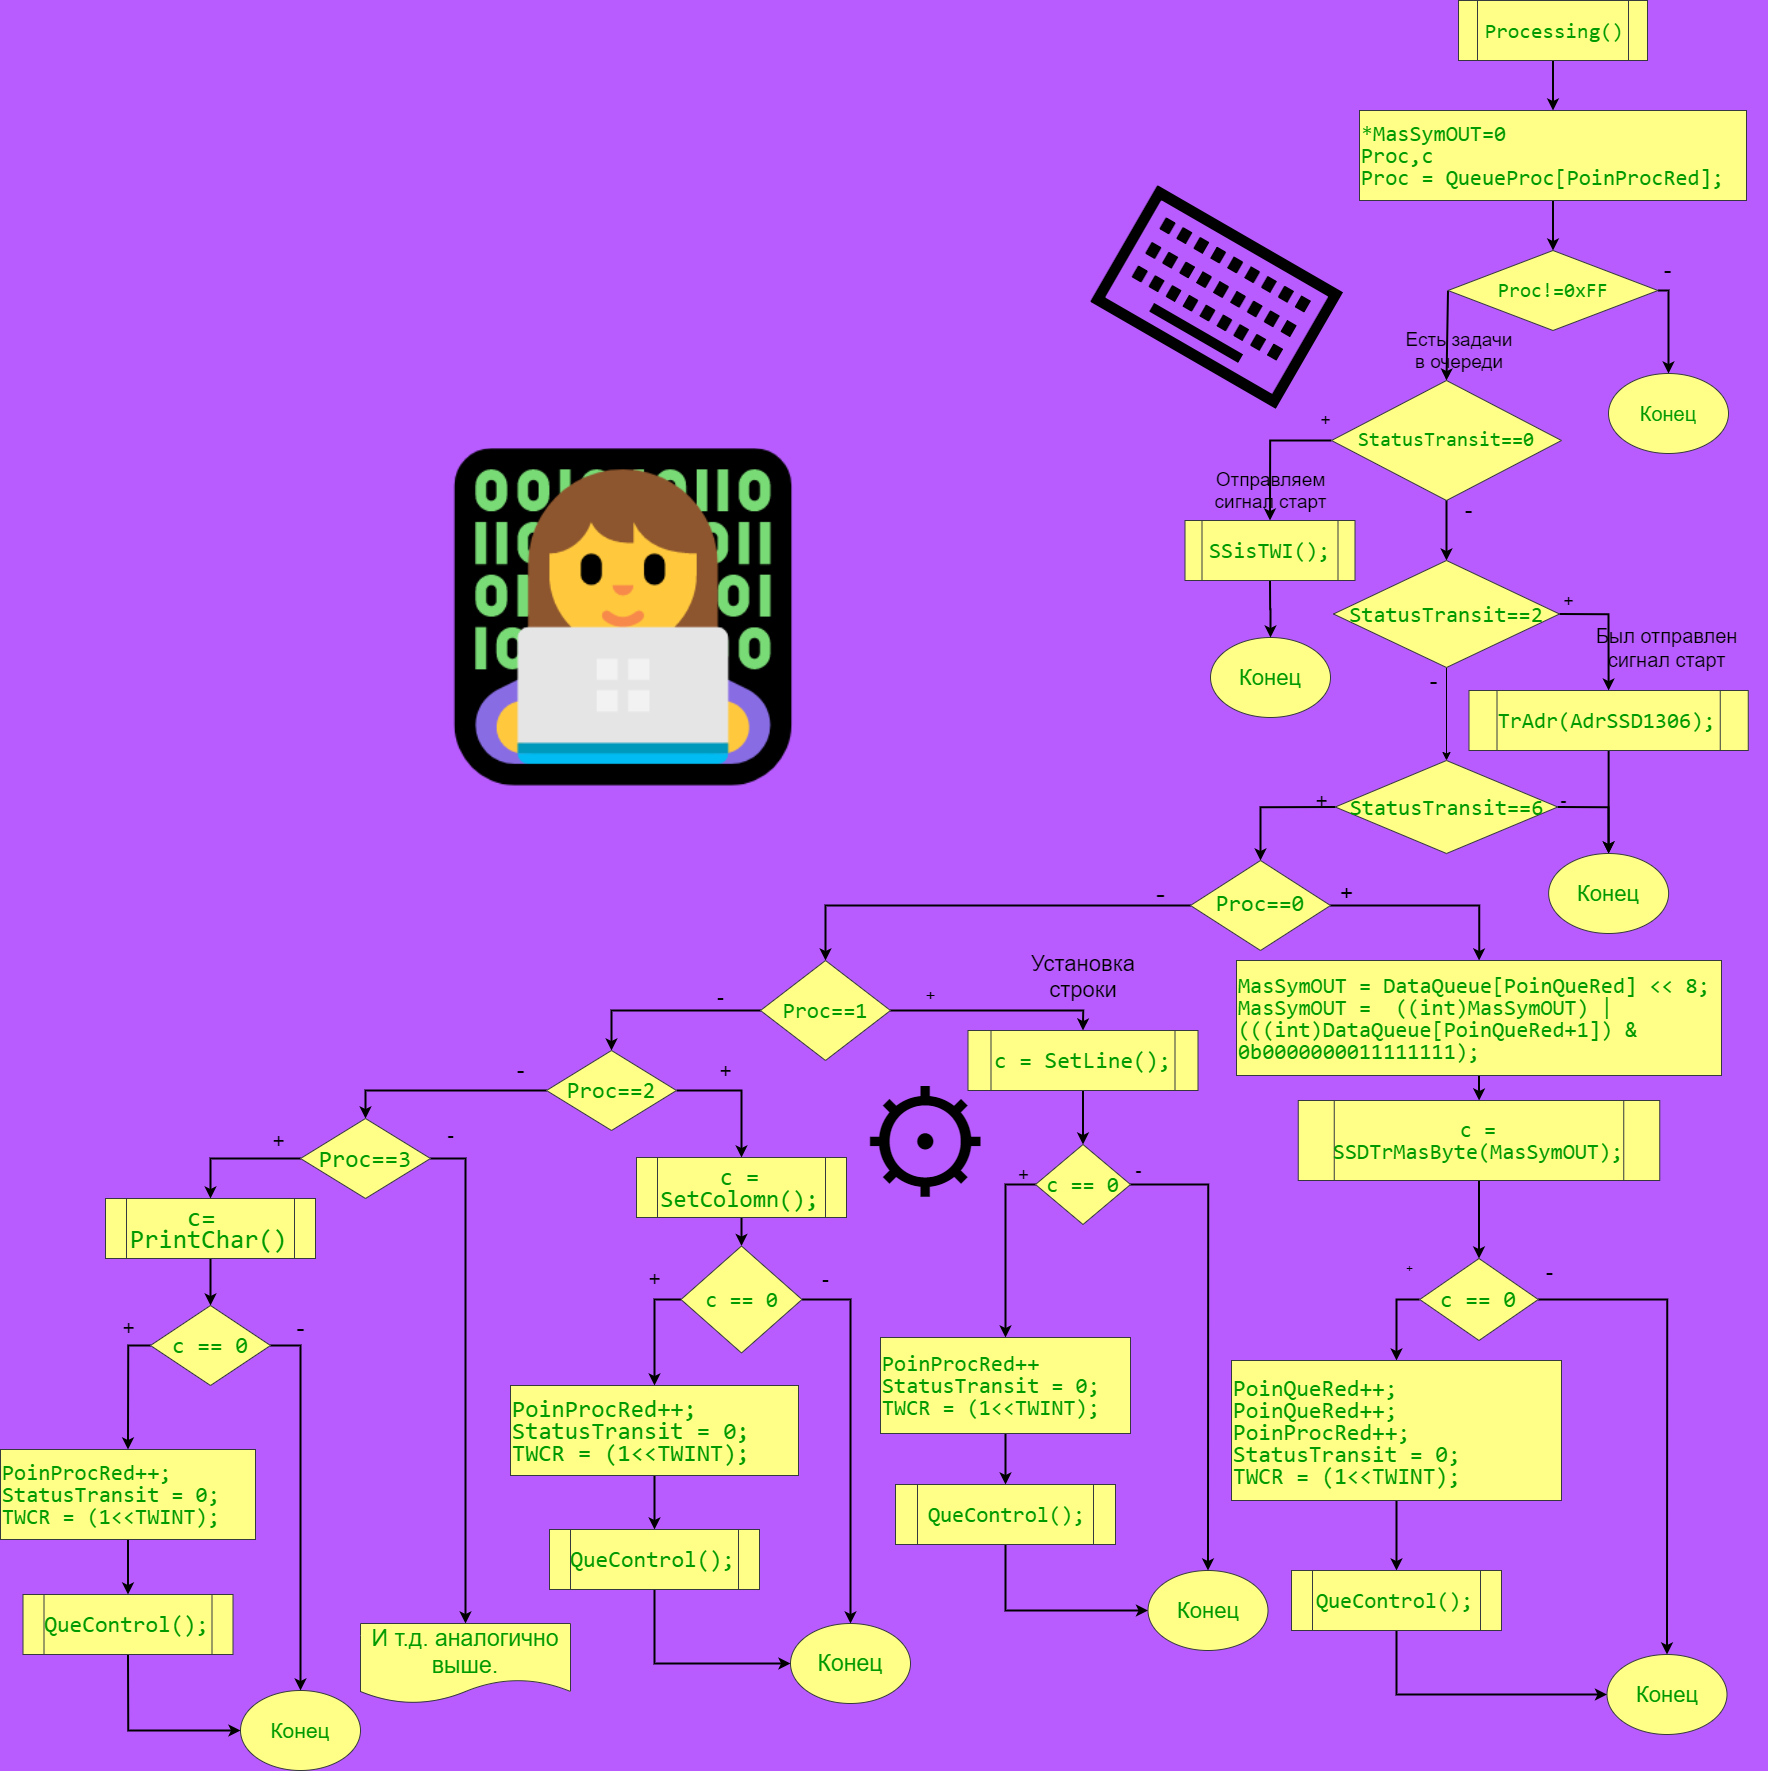 Processing()
*MasSymOUT=0
Proc,c
Proc = QueueProc[PoinProcRed];
Proc!=0xFF
-
Есть задачи
в очереди
Конец
StatusTransit==0
+
-
Отправляем
сигнал старт
SSisTWI();
Конец
StatusTransit==2
+
-
Был отправлен
сигнал старт
TrAdr(AdrSSD1306);
StatusTransit==6
+
-
Конец
Proc==0
-
+
MasSymOUT = DataQueue[PoinQueRed] << 8;
MasSymOUT =  ((int)MasSymOUT) |
(((int)DataQueue[PoinQueRed+1]) &
0b0000000011111111);
c =
SSDTrMasByte(MasSymOUT);
c == 0
+
-
PoinQueRed++;
PoinQueRed++;
PoinProcRed++;
StatusTransit = 0;
TWCR = (1<<TWINT);
QueControl();
Конец
Proc==1
-
+
Установка
строки
c = SetLine();
c == 0
+
-
PoinProcRed++
StatusTransit = 0;
TWCR = (1<<TWINT);
QueControl();
Конец
Proc==2
-
+
c =
SetColomn();
c == 0
+
-
PoinProcRed++;
StatusTransit = 0;
TWCR = (1<<TWINT);
QueControl();
Конец
Proc==3
+
-
c=
PrintChar()
c == 0
+
-
PoinProcRed++;
StatusTransit = 0;
TWCR = (1<<TWINT);
QueControl();
Конец
И т.д. аналогично
выше.